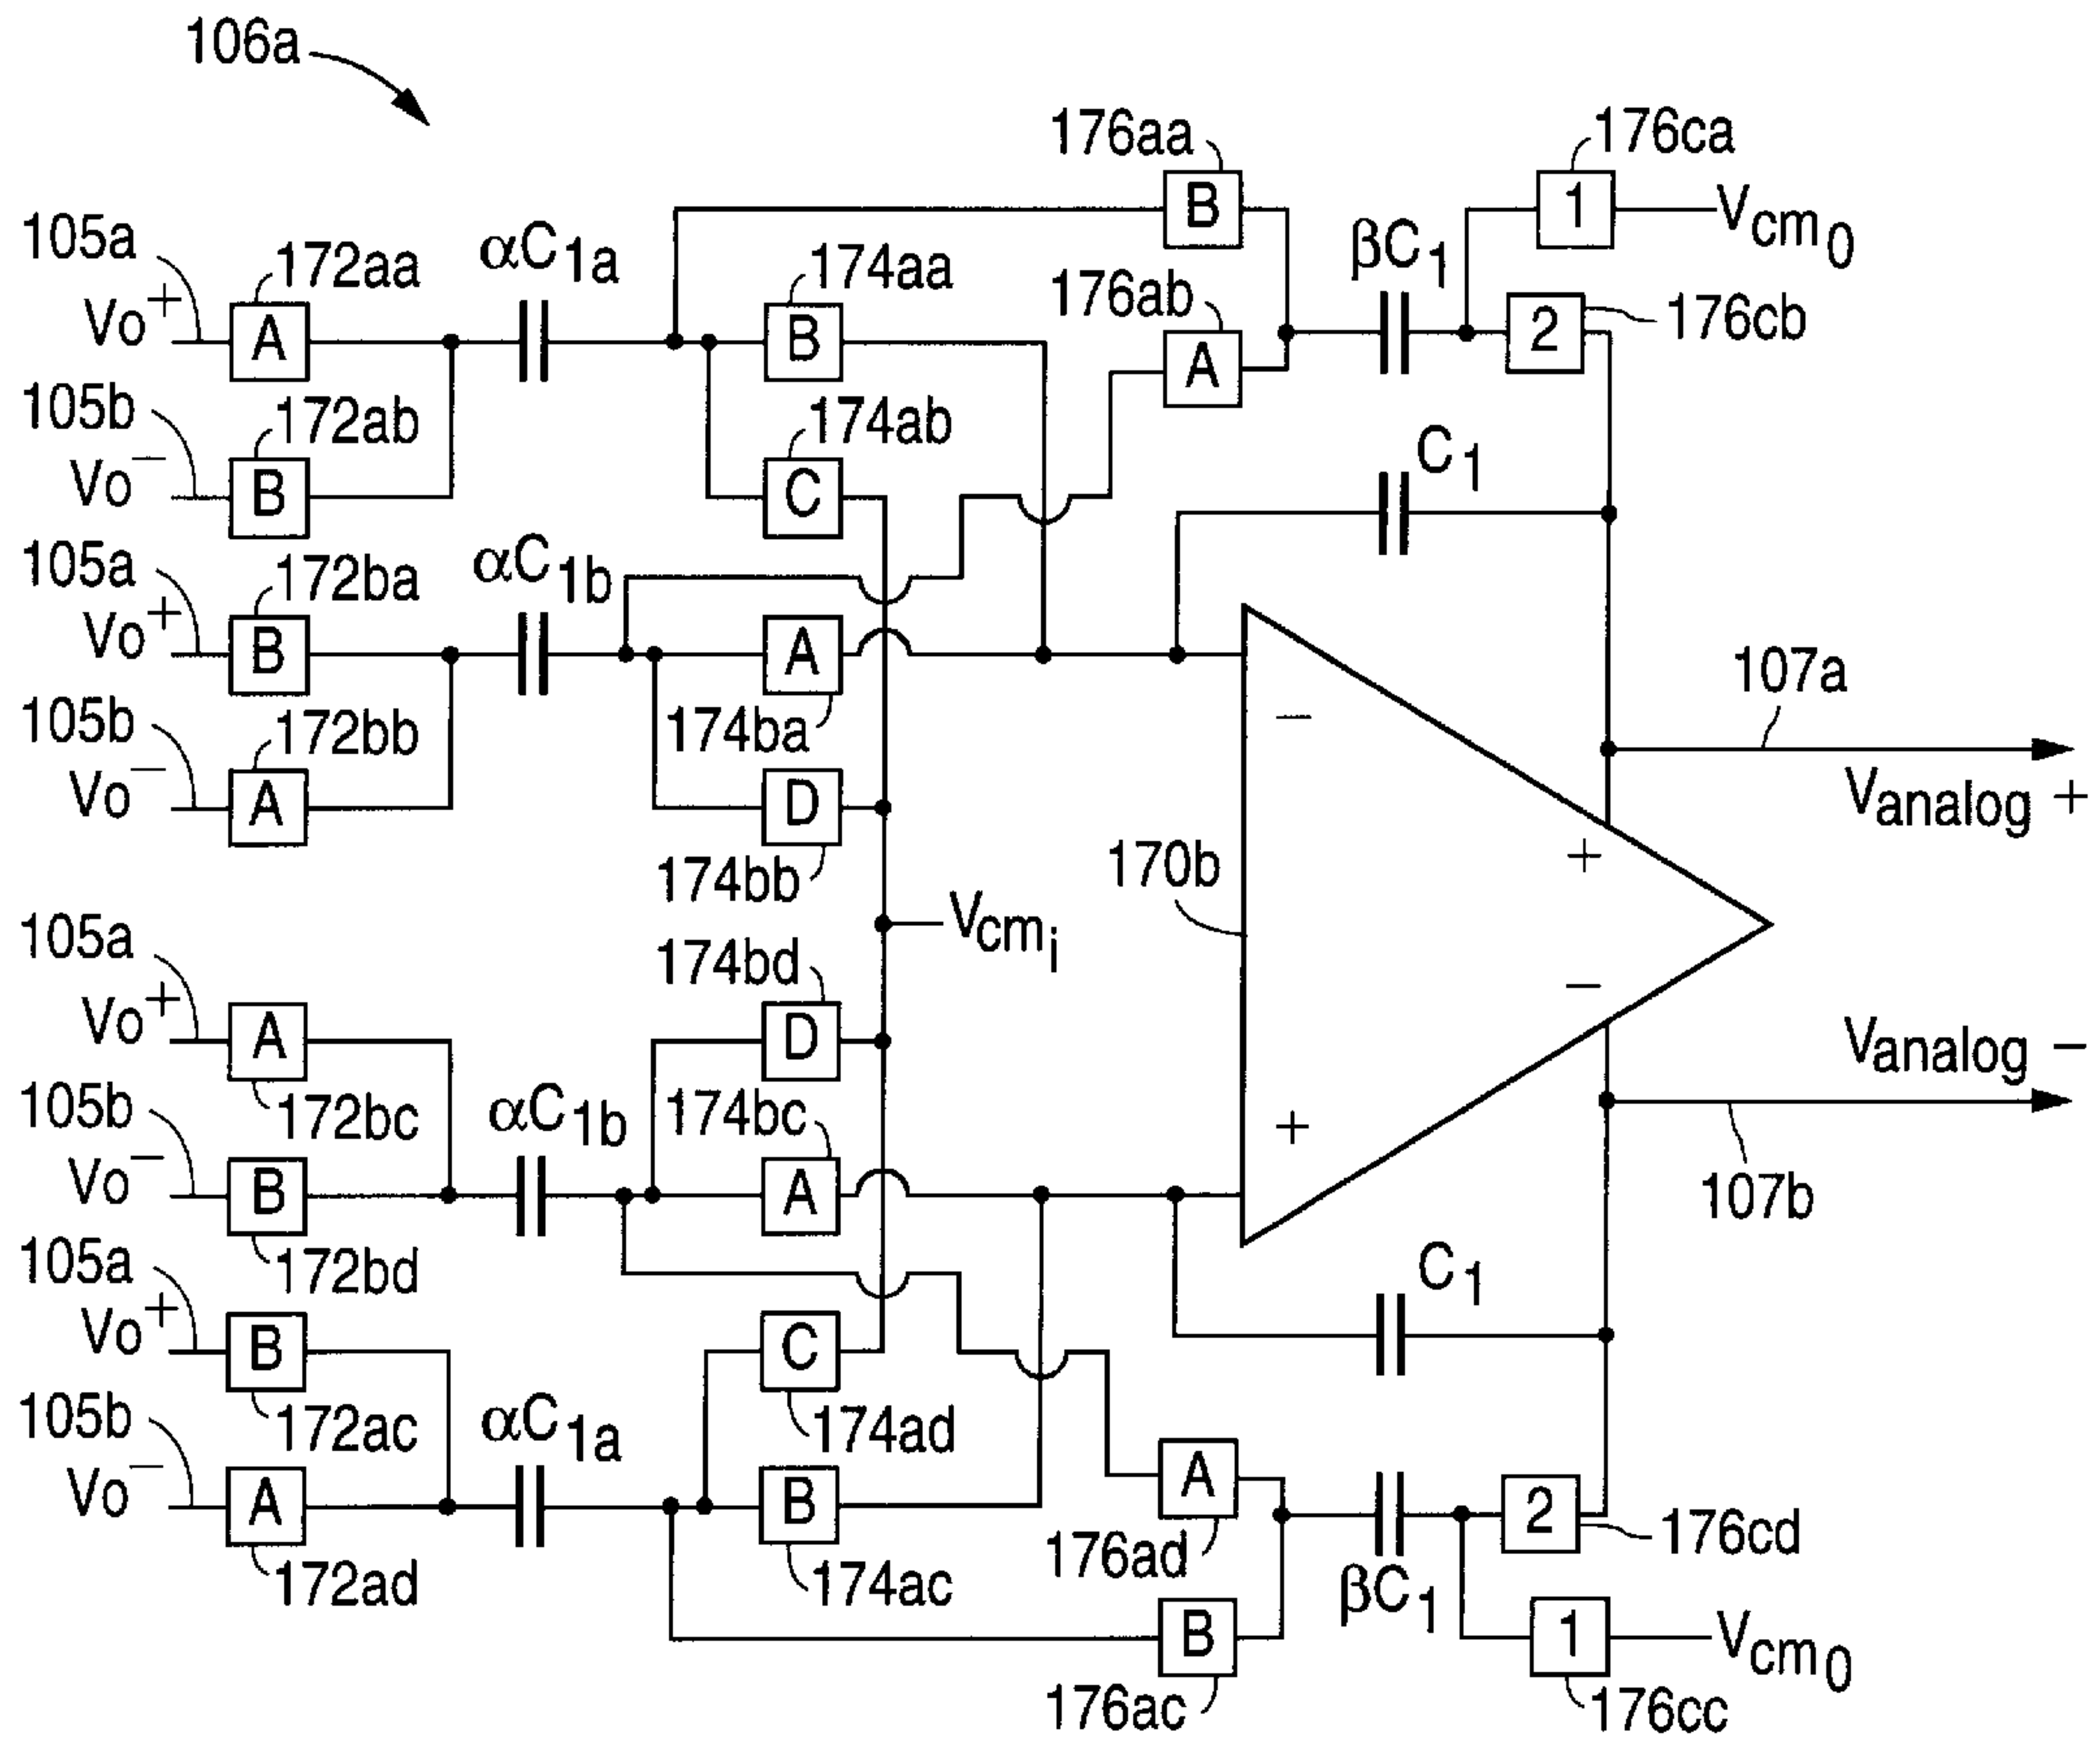 106a
176aa
B
176ca
1
Vcm0
105a
Vo+
172aa
A
αC1a
174aa
B
176ab
A
βC1
2
176cb
105b
Vo−
172ab
B
174ab
C
C1
105a
Vo+
172ba
B
αC1b
A
174ba
105b
Vo−
172bb
A
D
174bb
−
+
107a
Vanalog +
170b
Vcmi
105a
Vo+
A
172bc
174bd
D
−
+
Vanalog −
107b
105b
Vo−
B
172bd
αC1b
174bc
A
105a
Vo+
B
172ac
C
174ad
C1
105b
Vo−
A
172ad
αC1a
B
174ac
A
176ad
B
176ac
βC1
2
176cd
1
Vcm0
176cc